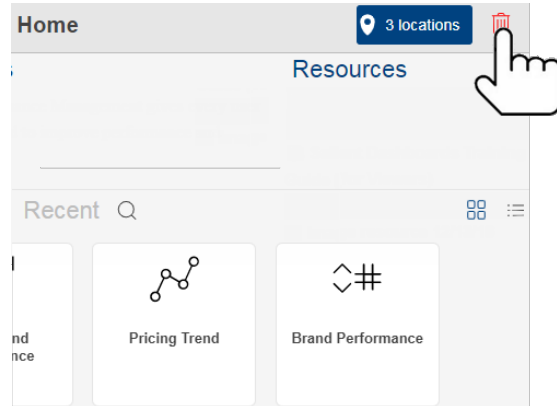 Home
3 locations
Resources
Recent
Pricing Trend
Brand Performance